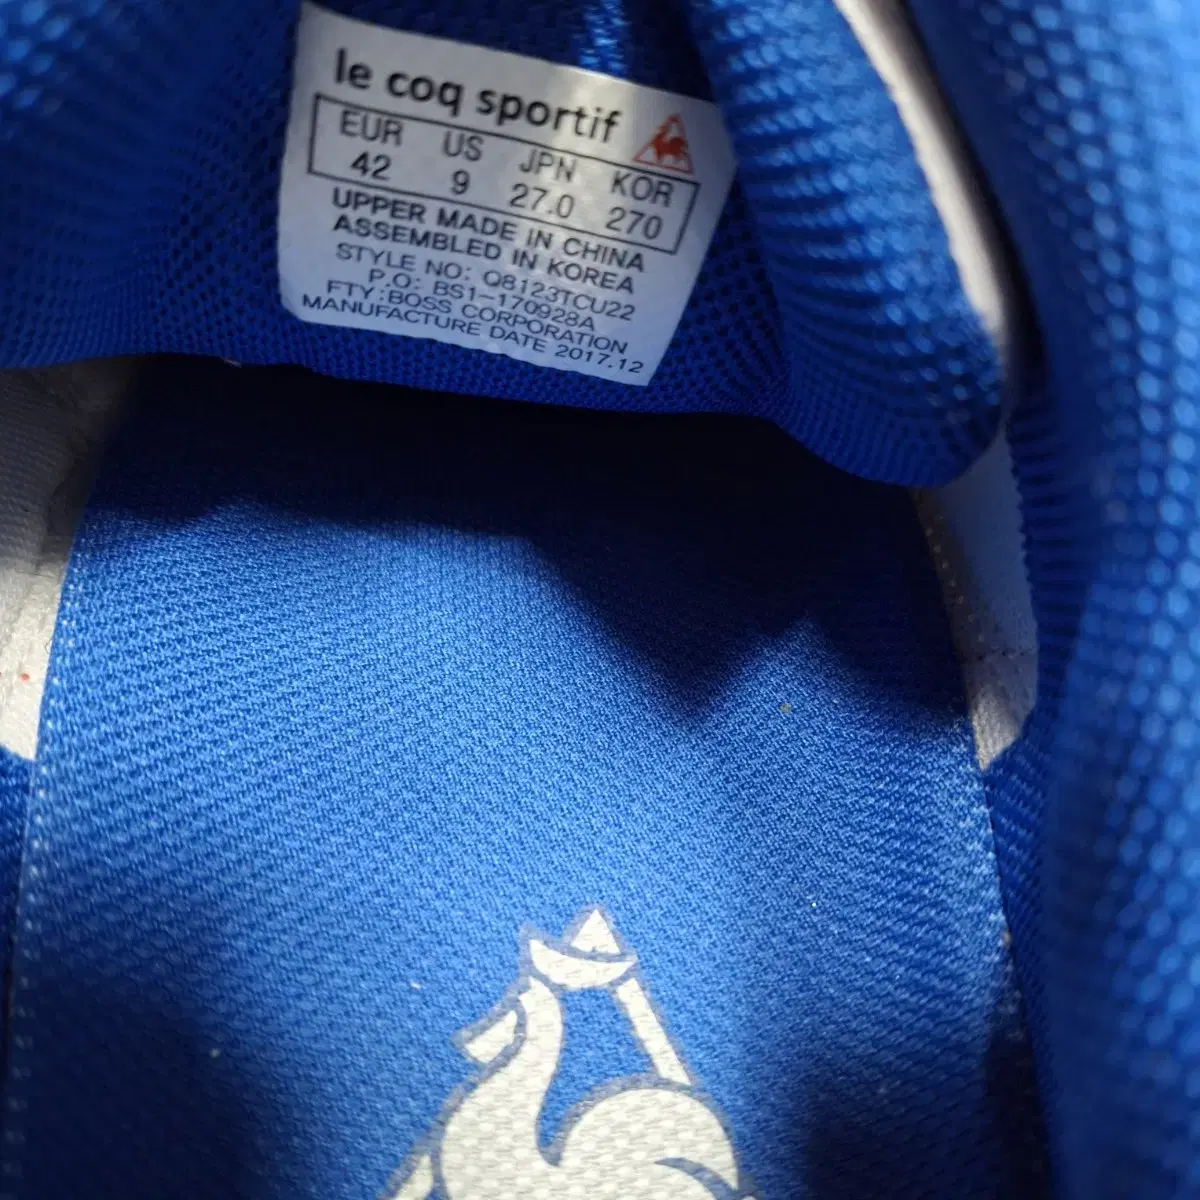 le coq sportif
EUR US JPN KOR
42 9 27.0 270
UPPER MADE IN CHINA
ASSEMBLED IN KOREA
STYLE NO: Q8123TCU22
P.O: BS1-170928A
FTY:BOSS CORPORATION
MANUFACTURE DATE 2017.12